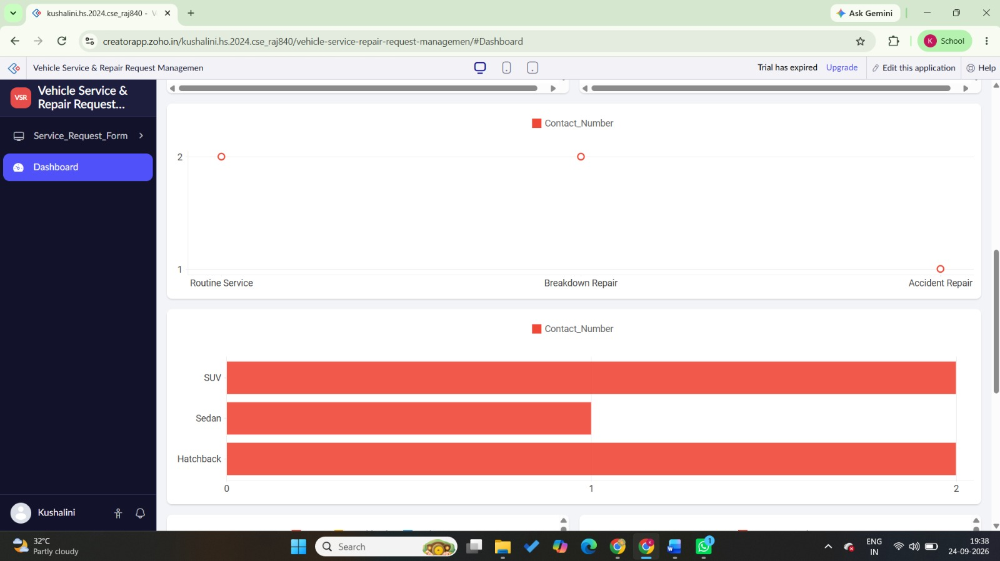 kushalini.hs.2024.cse_raj840 - V
Ask Gemini
creatorapp.zoho.in/kushalini.hs.2024.cse_raj840/vehicle-service-repair-request-managemen/#Dashboard
K School
Vehicle Service & Repair Request Managemen
Trial has expired Upgrade
Edit this application
Help
VSR
Vehicle Service &
Repair Request...
Service_Request_Form
Dashboard
Contact_Number
2
1
Routine Service
Breakdown Repair
Accident Repair
Contact_Number
SUV
Sedan
Hatchback
0
1
2
Kushalini
32°C
Partly cloudy
Search
K
W
1
ENG
IN
19:38
24-09-2026